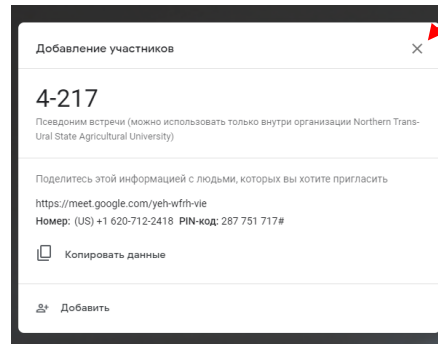 Добавление участников
4-217
Псевдоним встречи (можно использовать только внутри организации Northern Trans-
Ural State Agricultural University)
Поделитесь этой информацией с людьми, которых вы хотите пригласить
https://meet.google.com/yeh-wfrh-vie
Номер: (US) +1 620-712-2418 PIN-код: 287 751 717#
Копировать данные
Добавить